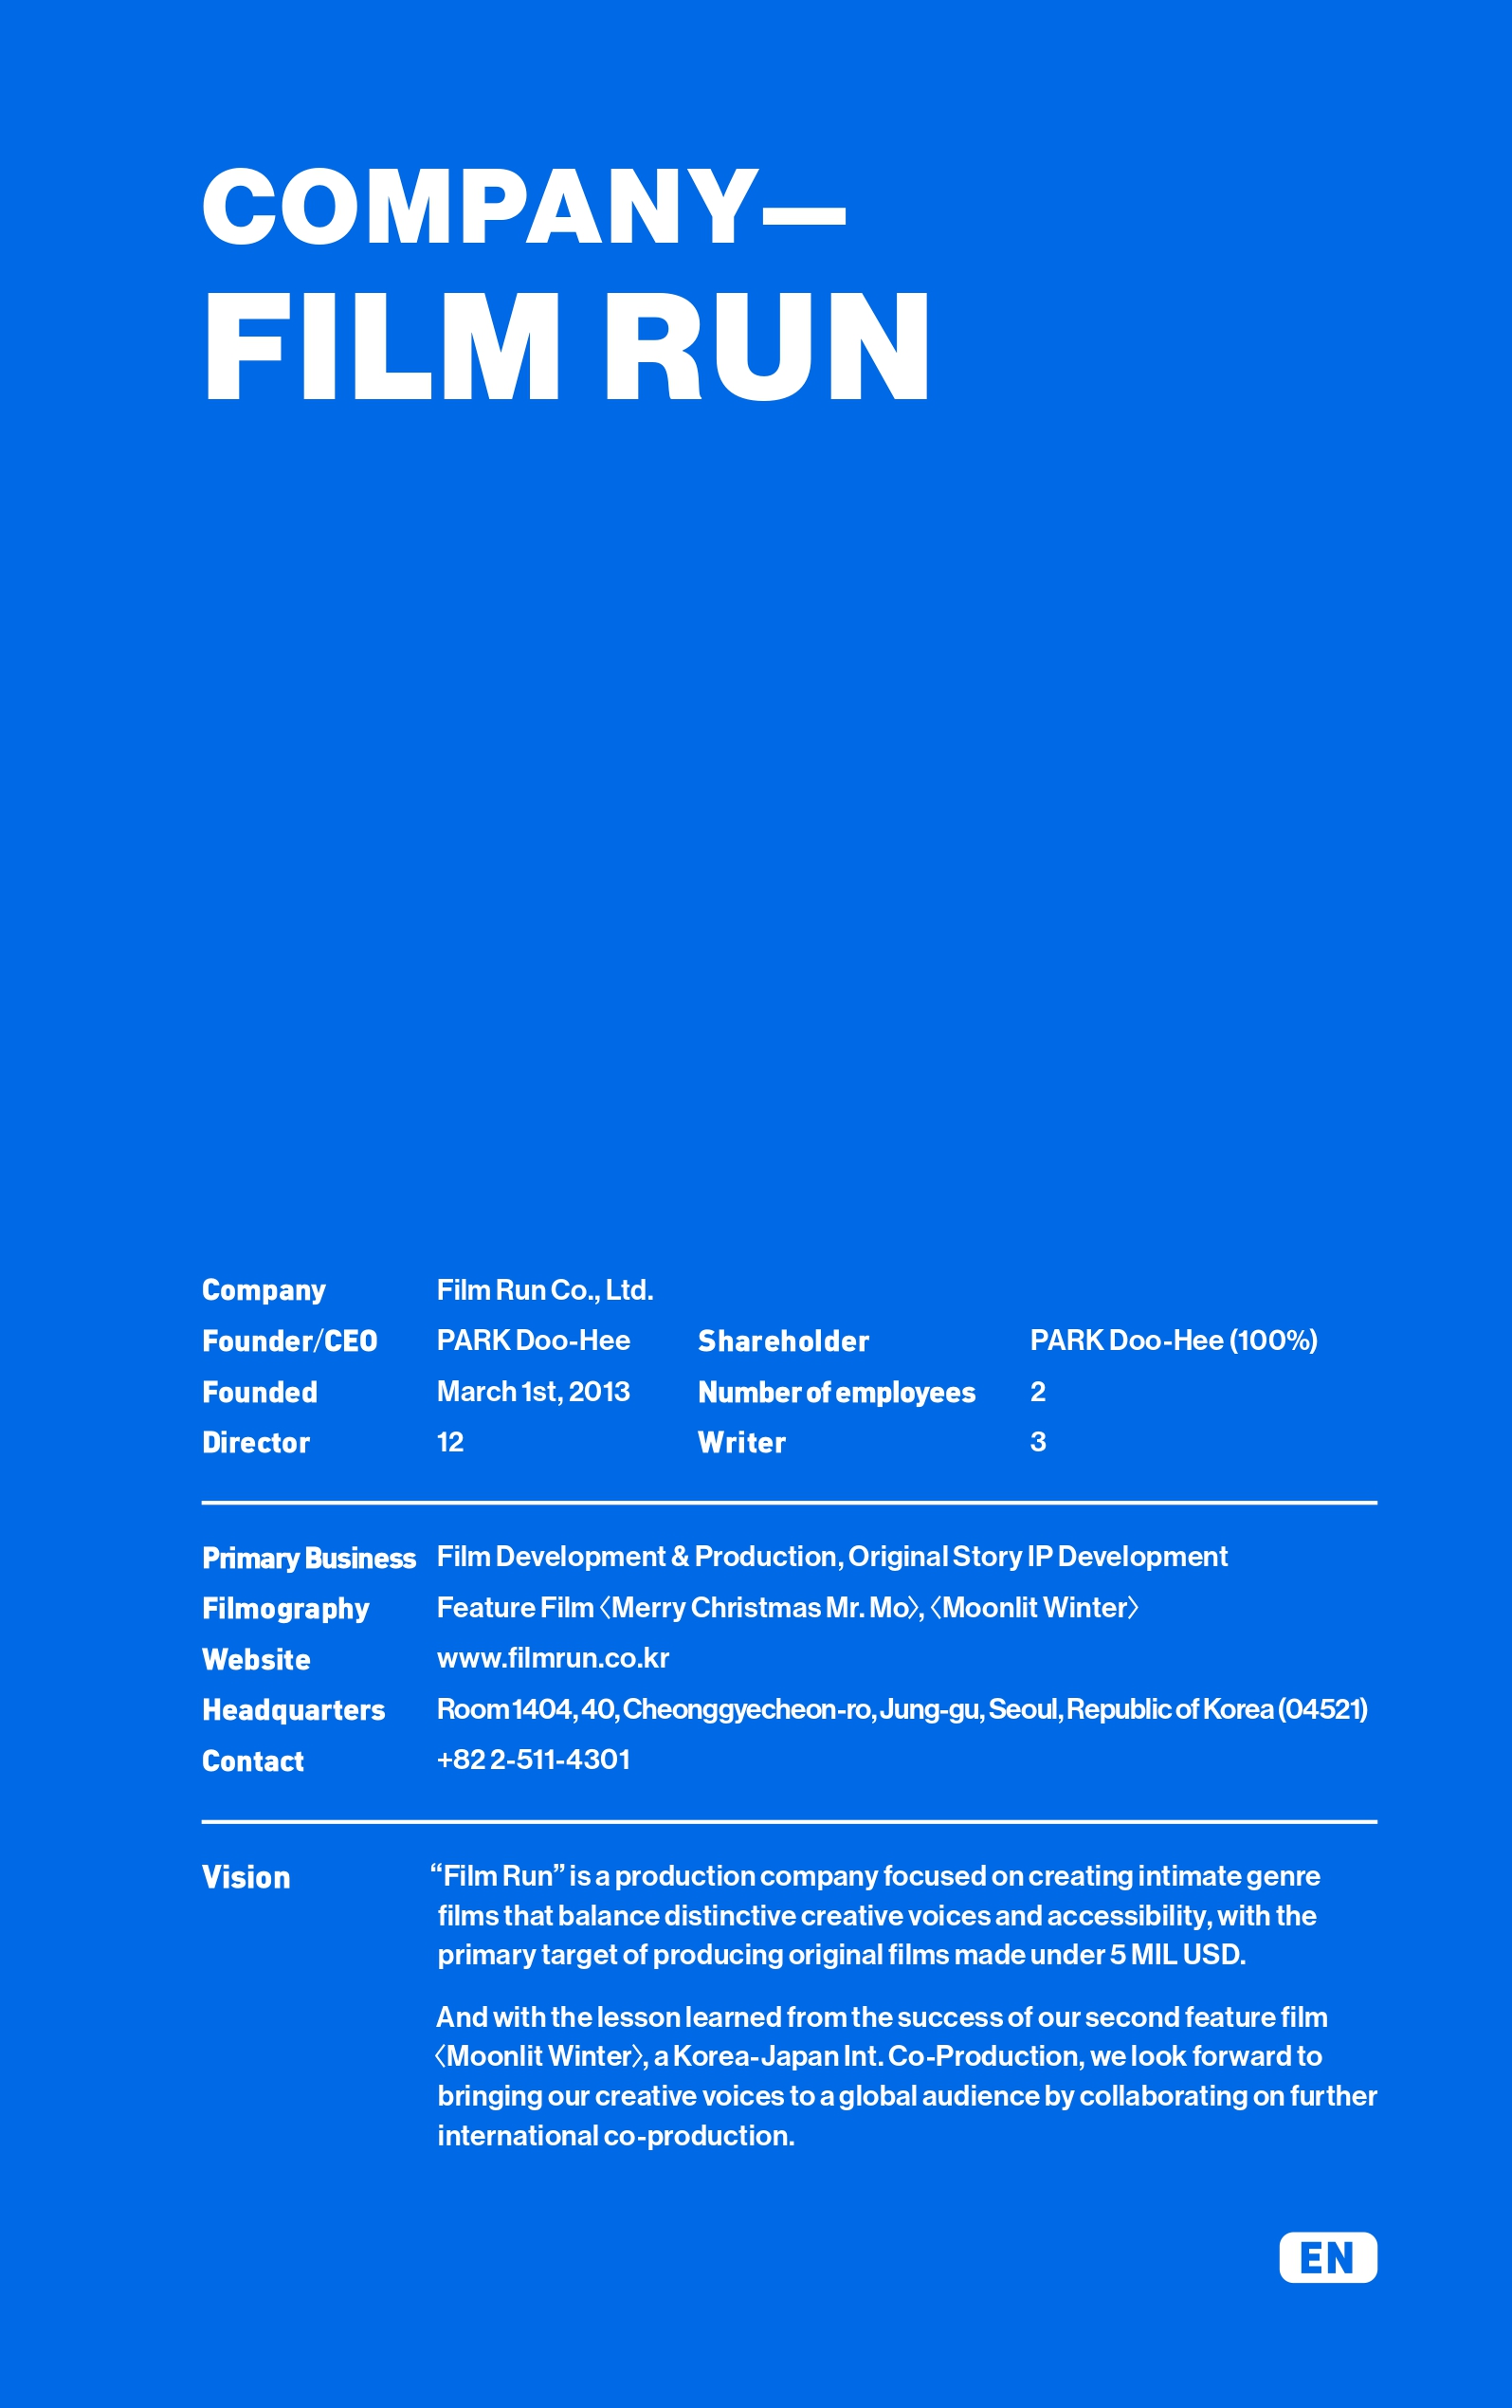 COMPANY—
FILM RUN
Company Film Run Co., Ltd.
Founder/CEO PARK Doo-Hee Shareholder PARK Doo-Hee (100%)
Founded March 1st, 2013 Number of employees 2
Director 12 Writer 3
Primary Business Film Development & Production, Original Story IP Development
Filmography Feature Film 〈Merry Christmas Mr. Mo〉, 〈Moonlit Winter〉
Website www.filmrun.co.kr
Headquarters Room 1404, 40, Cheonggyecheon-ro, Jung-gu, Seoul, Republic of Korea (04521)
Contact +82 2-511-4301
Vision “Film Run” is a production company focused on creating intimate genre
films that balance distinctive creative voices and accessibility, with the
primary target of producing original films made under 5 MIL USD.
And with the lesson learned from the success of our second feature film
〈Moonlit Winter〉, a Korea-Japan Int. Co-Production, we look forward to
bringing our creative voices to a global audience by collaborating on further
international co-production.
EN